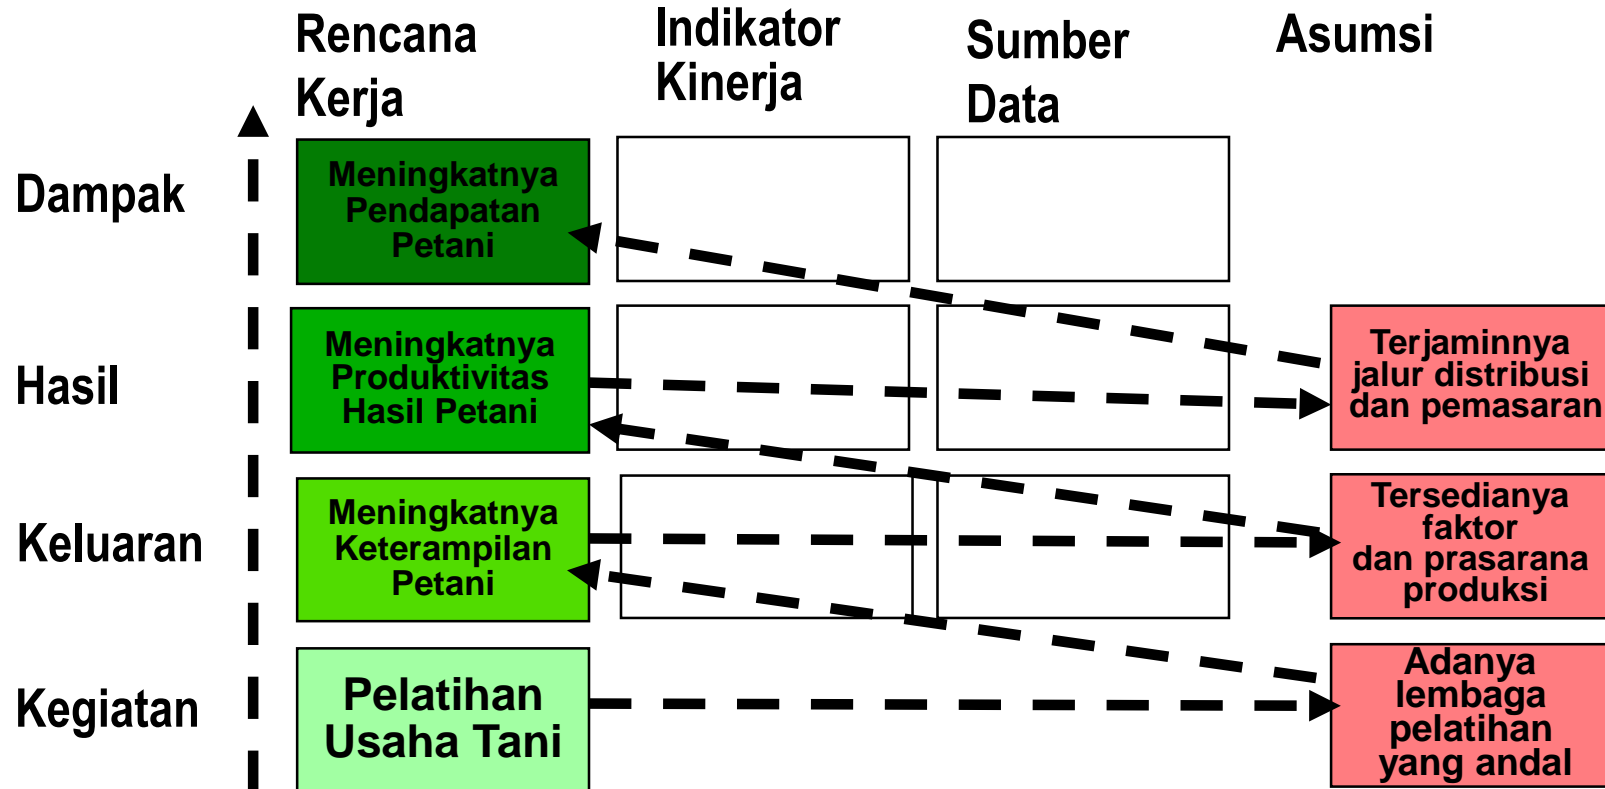 Rencana
Kerja
Indikator
Kinerja
Sumber
Data
Asumsi
Dampak
Meningkatnya
Pendapatan
Petani
Hasil
Meningkatnya
Produktivitas
Hasil Petani
Terjaminnya
jalur distribusi
dan pemasaran
Keluaran
Meningkatnya
Keterampilan
Petani
Tersedianya
faktor
dan prasarana
produksi
Kegiatan
Pelatihan
Usaha Tani
Adanya
lembaga
pelatihan
yang andal